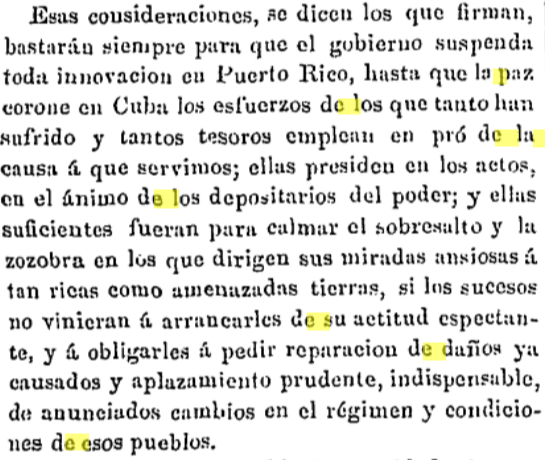 Esas consideraciones, se dicen los que firman,
bastarán siempre para que el gobierno suspenda
toda innovacion en Puerto Rico, hasta que la paz
corone en Cuba los esfuerzos de los que tanto han
sufrido y tantos tesoros emplean en pró de la
causa á que servimos; ellas presiden en los actos,
en el ánimo de los depositarios del poder; y ellas
suficientes fueran para calmar el sobresalto y la
zozobra en los que dirigen sus miradas ansiosas á
tan ricas como amenazadas tierras, si los sucesos
no vinieran á arrancarles de su actitud espectan-
te, y á obligarles á pedir reparacion de daños ya
causados y aplazamiento prudente, indispensable,
de anunciados cambios en el régimen y condicio-
nes de esos pueblos.